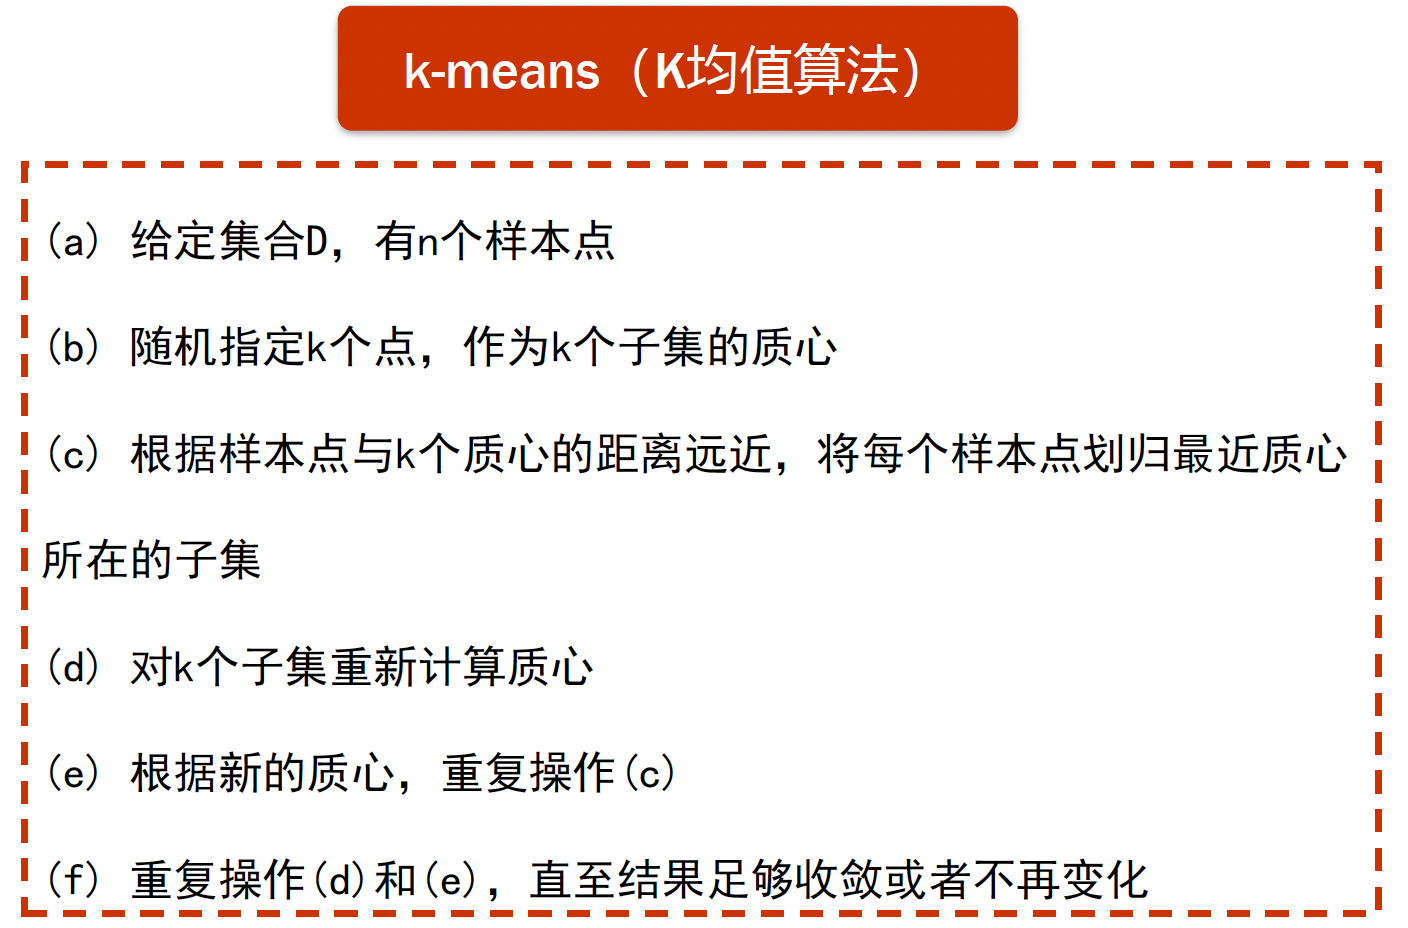 k-means（K均值算法）
(a) 给定集合D，有n个样本点
(b) 随机指定k个点，作为k个子集的质心
(c) 根据样本点与k个质心的距离远近，将每个样本点划归最近质心
所在的子集
(d) 对k个子集重新计算质心
(e) 根据新的质心，重复操作(c)
(f) 重复操作(d)和(e)，直至结果足够收敛或者不再变化